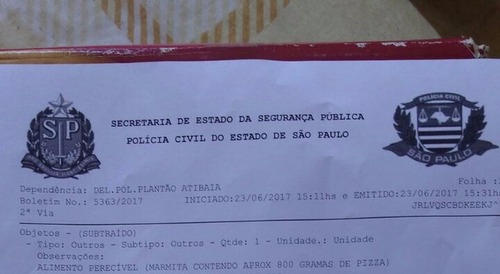 SP
POLÍCIA CIVIL
SÃO PAULO
SECRETARIA DE ESTADO DA SEGURANÇA PÚBLICA
POLÍCIA CIVIL DO ESTADO DE SÃO PAULO
Folha :
Dependência: DEL.POL.PLANTÃO ATIBAIA
Boletim No.: 5363/2017 INICIADO:23/06/2017 15:11hs e EMITIDO:23/06/2017 15:31hs
2ª Via JRLVQSCBDKEEKJ^
Objetos - (SUBTRAÍDO)
- Tipo: Outros - Subtipo: Outros - Qtde: 1 - Unidade.: Unidade
Observações:
ALIMENTO PERECÍVEL (MARMITA CONTENDO APROX 800 GRAMAS DE PIZZA)